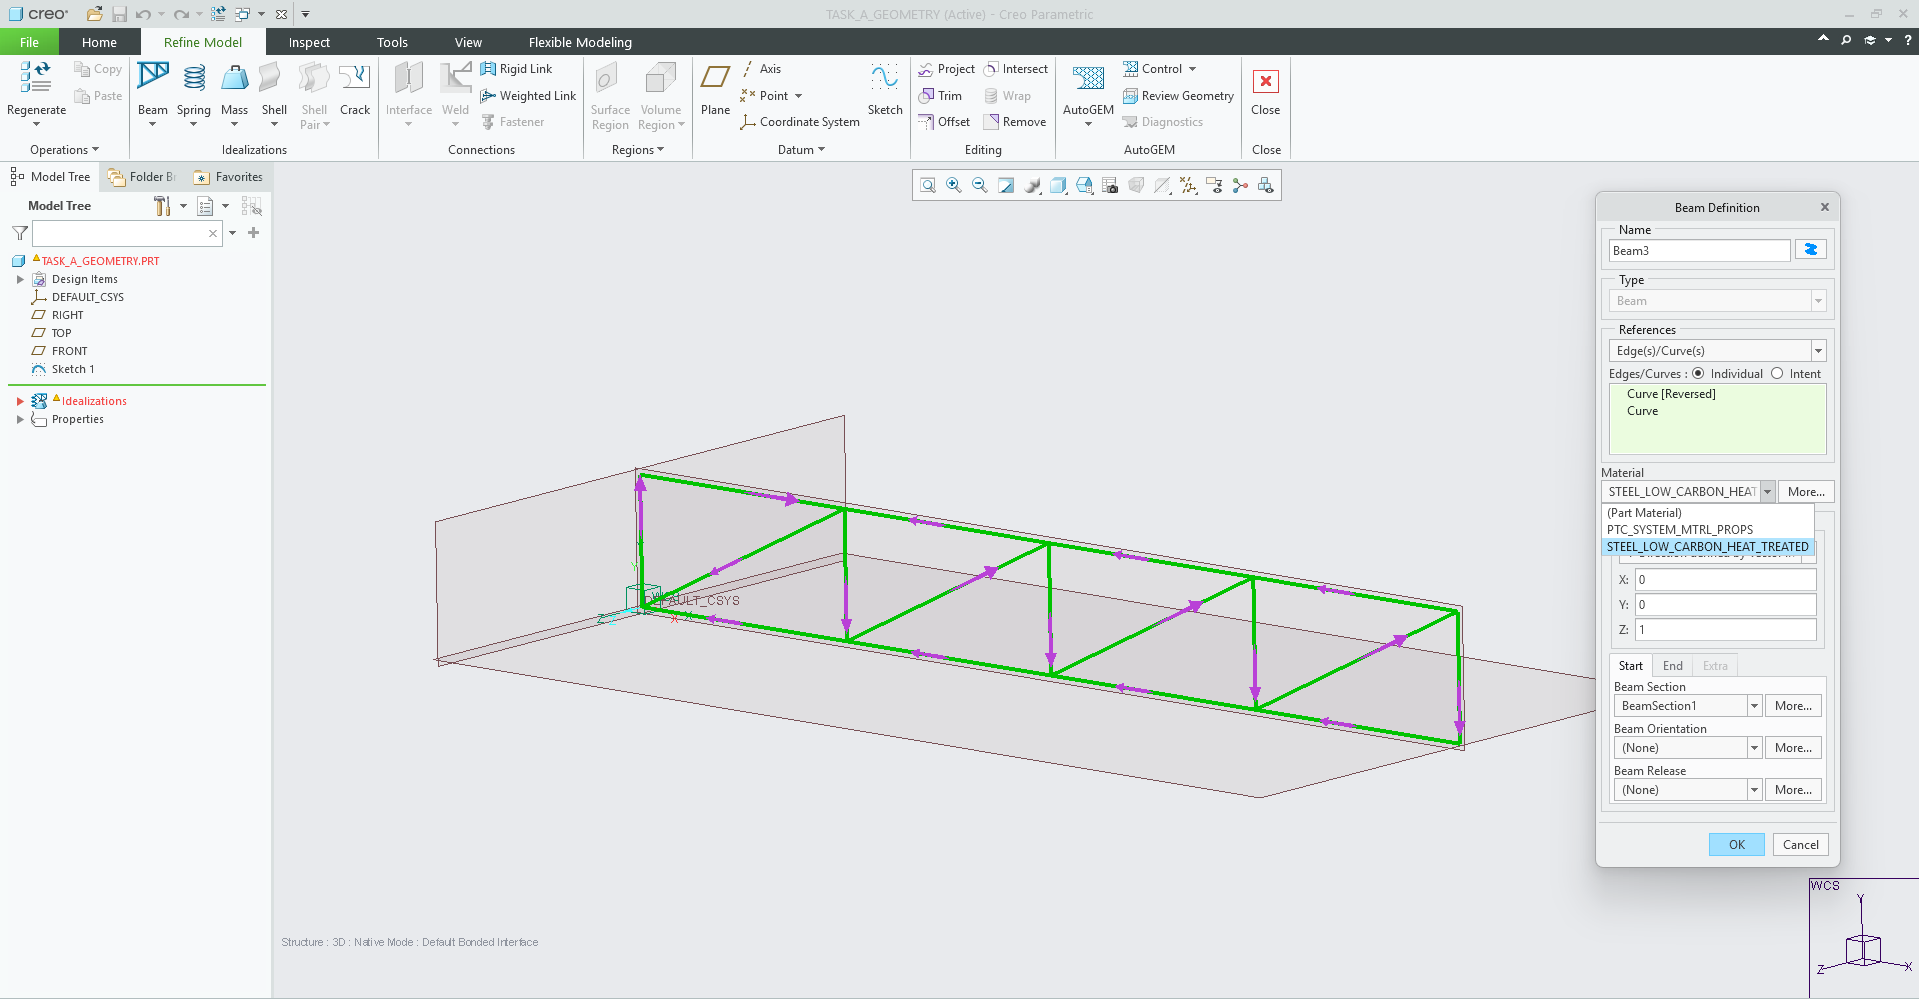 creo
TASK_A_GEOMETRY (Active) - Creo Parametric
File
Home
Refine Model
Inspect
Tools
View
Flexible Modeling
Regenerate
Copy
Paste
Operations
Beam
Spring
Mass
Shell
Shell Pair
Crack
Idealizations
Interface
Weld
Rigid Link
Weighted Link
Fastener
Connections
Surface Region
Volume Region
Regions
Plane
Axis
Point
Coordinate System
Sketch
Datum
Project
Trim
Offset
Intersect
Wrap
Remove
Editing
AutoGEM
Control
Review Geometry
Diagnostics
AutoGEM
Close
Close
Model Tree
Folder B
Favorites
Model Tree
TASK_A_GEOMETRY.PRT
Design Items
DEFAULT_CSYS
RIGHT
TOP
FRONT
Sketch 1
Idealizations
Properties
Y
DEFAULT_CSYS
Z
Z
X
X
Structure : 3D : Native Mode : Default Bonded Interface
Beam Definition
Name
Beam3
Type
Beam
References
Edge(s)/Curve(s)
Edges/Curves :
Individual
Intent
Curve [Reversed]
Curve
Material
STEEL_LOW_CARBON_HEAT
More...
(Part Material)
PTC_SYSTEM_MTRL_PROPS
STEEL_LOW_CARBON_HEAT_TREATED
X: 0
Y: 0
Z: 1
Start
End
Extra
Beam Section
BeamSection1
More...
Beam Orientation
(None)
More...
Beam Release
(None)
More...
OK
Cancel
WCS
Y
Z
X